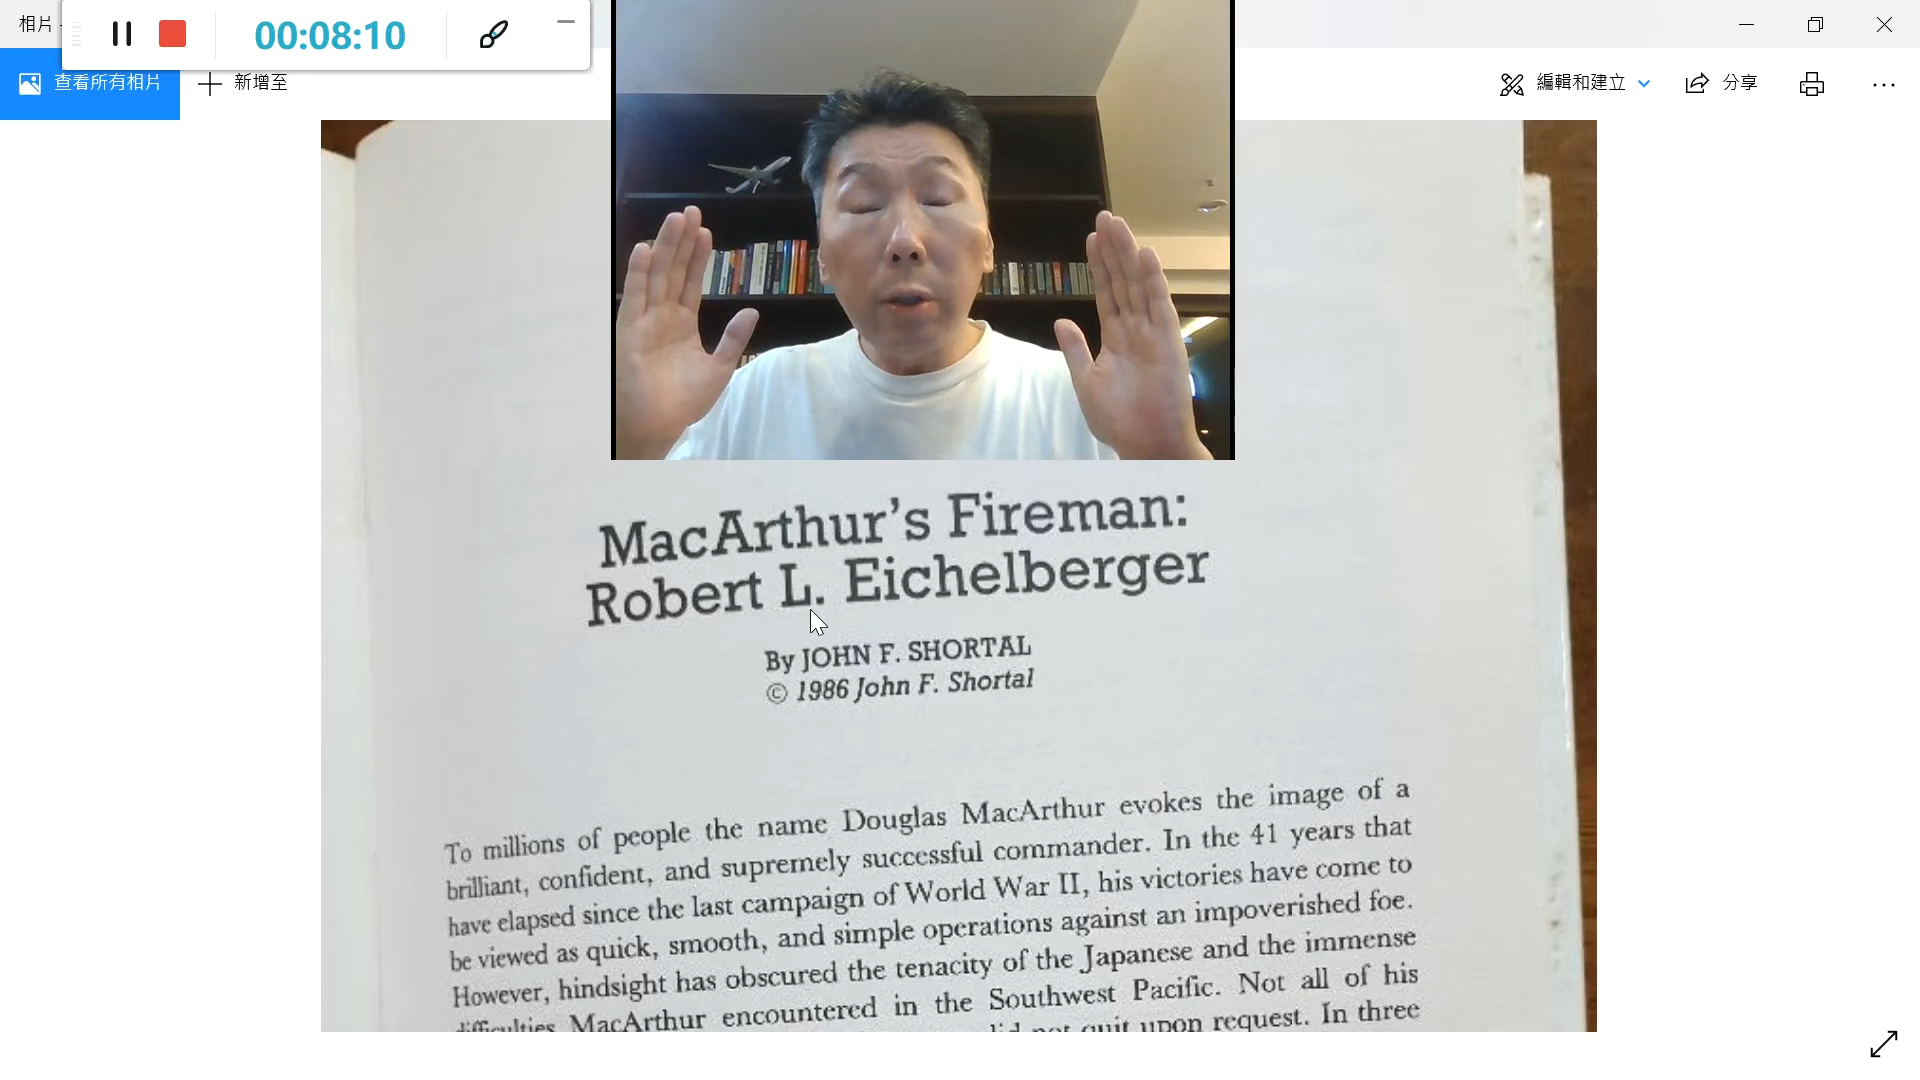 相片
00:08:10
查看所有相片
新增至
編輯和建立
分享
MacArthur's Fireman:
Robert L. Eichelberger
By JOHN F. SHORTAL
© 1986 John F. Shortal
To millions of people the name Douglas MacArthur evokes the image of a
brilliant, confident, and supremely successful commander. In the 41 years that
have elapsed since the last campaign of World War II, his victories have come to
be viewed as quick, smooth, and simple operations against an impoverished foe.
However, hindsight has obscured the tenacity of the Japanese and the immense
difficulties MacArthur encountered in the Southwest Pacific. Not all of his
did not quit upon request. In three